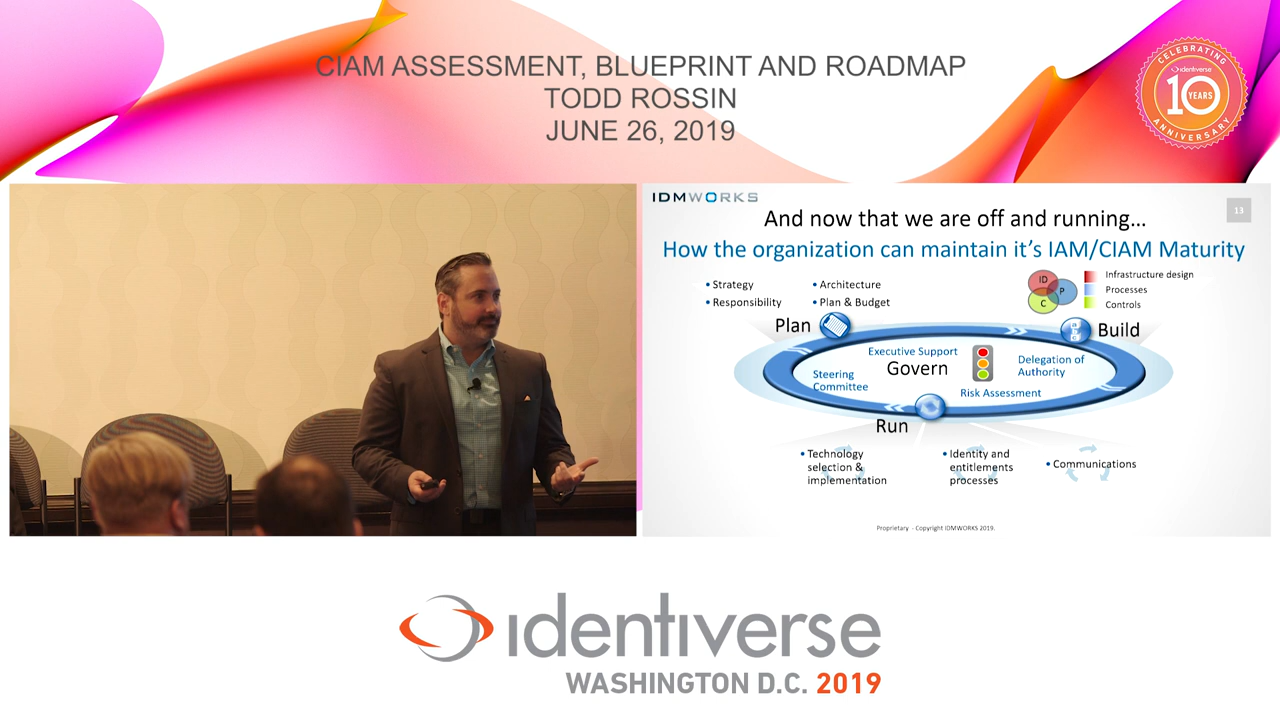 CIAM ASSESSMENT, BLUEPRINT AND ROADMAP
TODD ROSSIN
JUNE 26, 2019
CELEBRATING
identiverse
10 YEARS
ANNIVERSARY
IDMWORKS
13
And now that we are off and running...
How the organization can maintain it's IAM/CIAM Maturity
• Strategy
• Architecture
• Responsibility
• Plan & Budget
ID
P
C
Infrastructure design
Processes
Controls
Plan
Build
Executive Support
Govern
Delegation of
Authority
Steering
Committee
Risk Assessment
Run
• Technology
selection &
implementation
• Identity and
entitlements
processes
• Communications
Proprietary - Copyright IDMWORKS 2019.
identiverse
WASHINGTON D.C. 2019